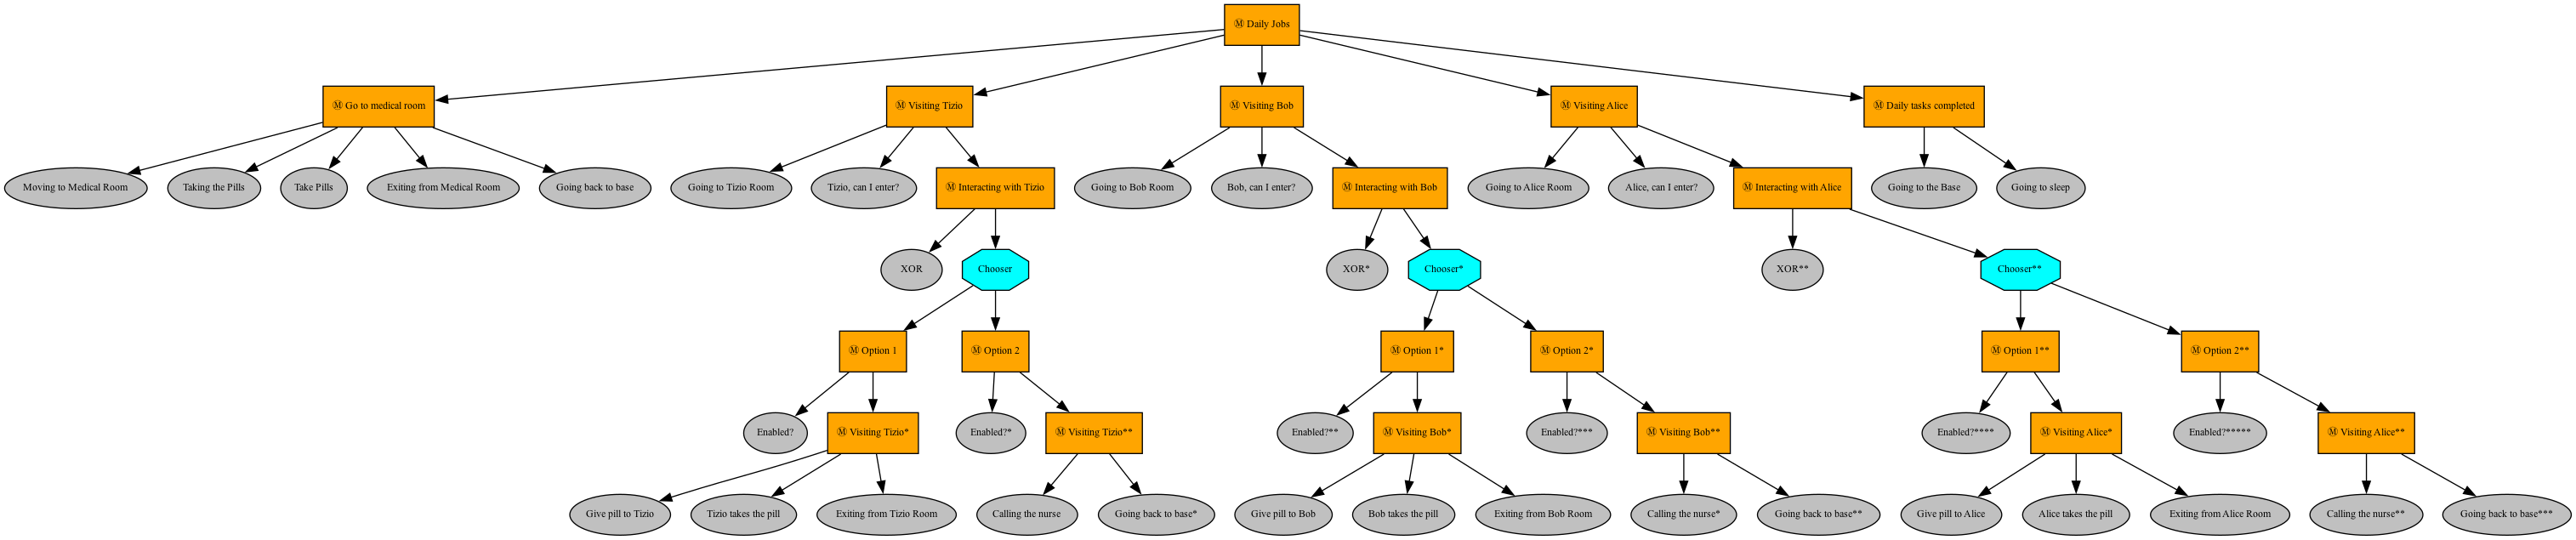 Ⓜ Daily Jobs
Ⓜ Go to medical room
Ⓜ Visiting Tizio
Ⓜ Visiting Bob
Ⓜ Visiting Alice
Ⓜ Daily tasks completed
Moving to Medical Room
Taking the Pills
Take Pills
Exiting from Medical Room
Going back to base
Going to Tizio Room
Tizio, can I enter?
Ⓜ Interacting with Tizio
Going to Bob Room
Bob, can I enter?
Ⓜ Interacting with Bob
Going to Alice Room
Alice, can I enter?
Ⓜ Interacting with Alice
Going to the Base
Going to sleep
XOR
Chooser
XOR*
Chooser*
XOR**
Chooser**
Ⓜ Option 1
Ⓜ Option 2
Ⓜ Option 1*
Ⓜ Option 2*
Ⓜ Option 1**
Ⓜ Option 2**
Enabled?
Ⓜ Visiting Tizio*
Enabled?*
Ⓜ Visiting Tizio**
Enabled?**
Ⓜ Visiting Bob*
Enabled?***
Ⓜ Visiting Bob**
Enabled?****
Ⓜ Visiting Alice*
Enabled?*****
Ⓜ Visiting Alice**
Give pill to Tizio
Tizio takes the pill
Exiting from Tizio Room
Calling the nurse
Going back to base*
Give pill to Bob
Bob takes the pill
Exiting from Bob Room
Calling the nurse*
Going back to base**
Give pill to Alice
Alice takes the pill
Exiting from Alice Room
Calling the nurse**
Going back to base***